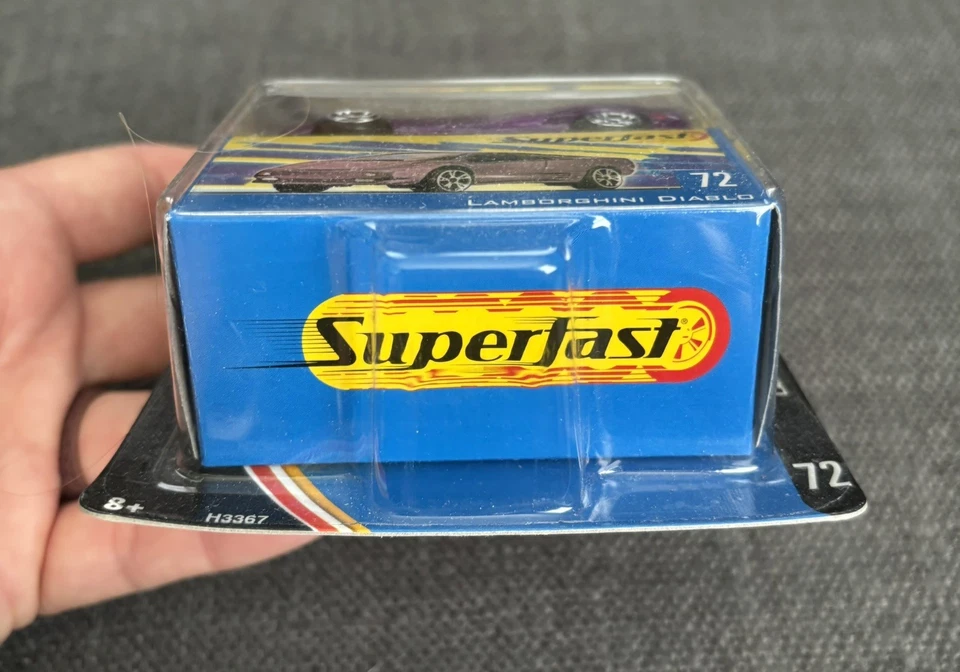 Superfast
72
LAMBORGHINI DIABLO
Superfast
72
8+
H3367